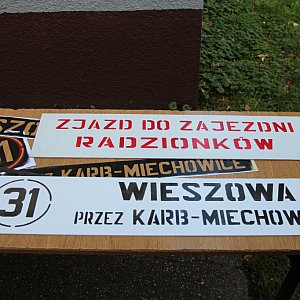 ZJAZD DO ZAJEZDNI
RADZIONKÓW
KARB-MIECHOWICE
31
WIESZOWA
PRZEZ KARB-MIECHOW